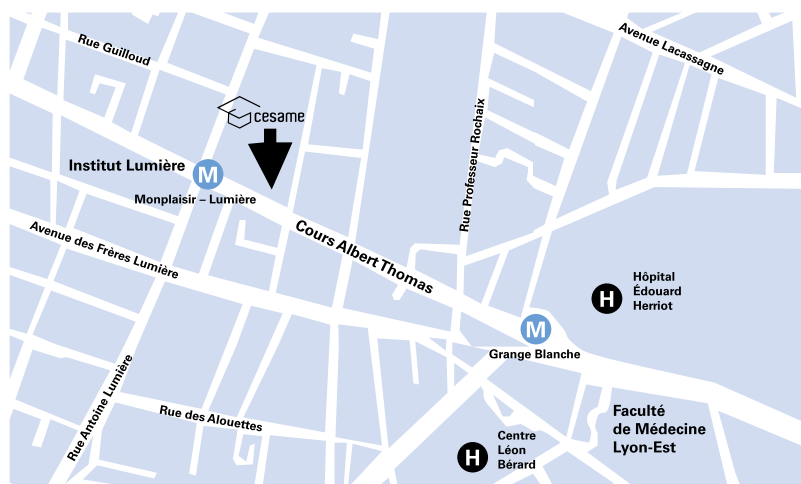 Rue Guilloud
Avenue Lacassagne
cesame
Rue Professeur Rochaix
Institut Lumière
M
Monplaisir – Lumière
Avenue des Frères Lumière
Cours Albert Thomas
H
Hôpital
Édouard
Herriot
M
Grange Blanche
Rue Antoine Lumière
Rue des Alouettes
Faculté
de Médecine
Lyon-Est
H
Centre
Léon
Bérard